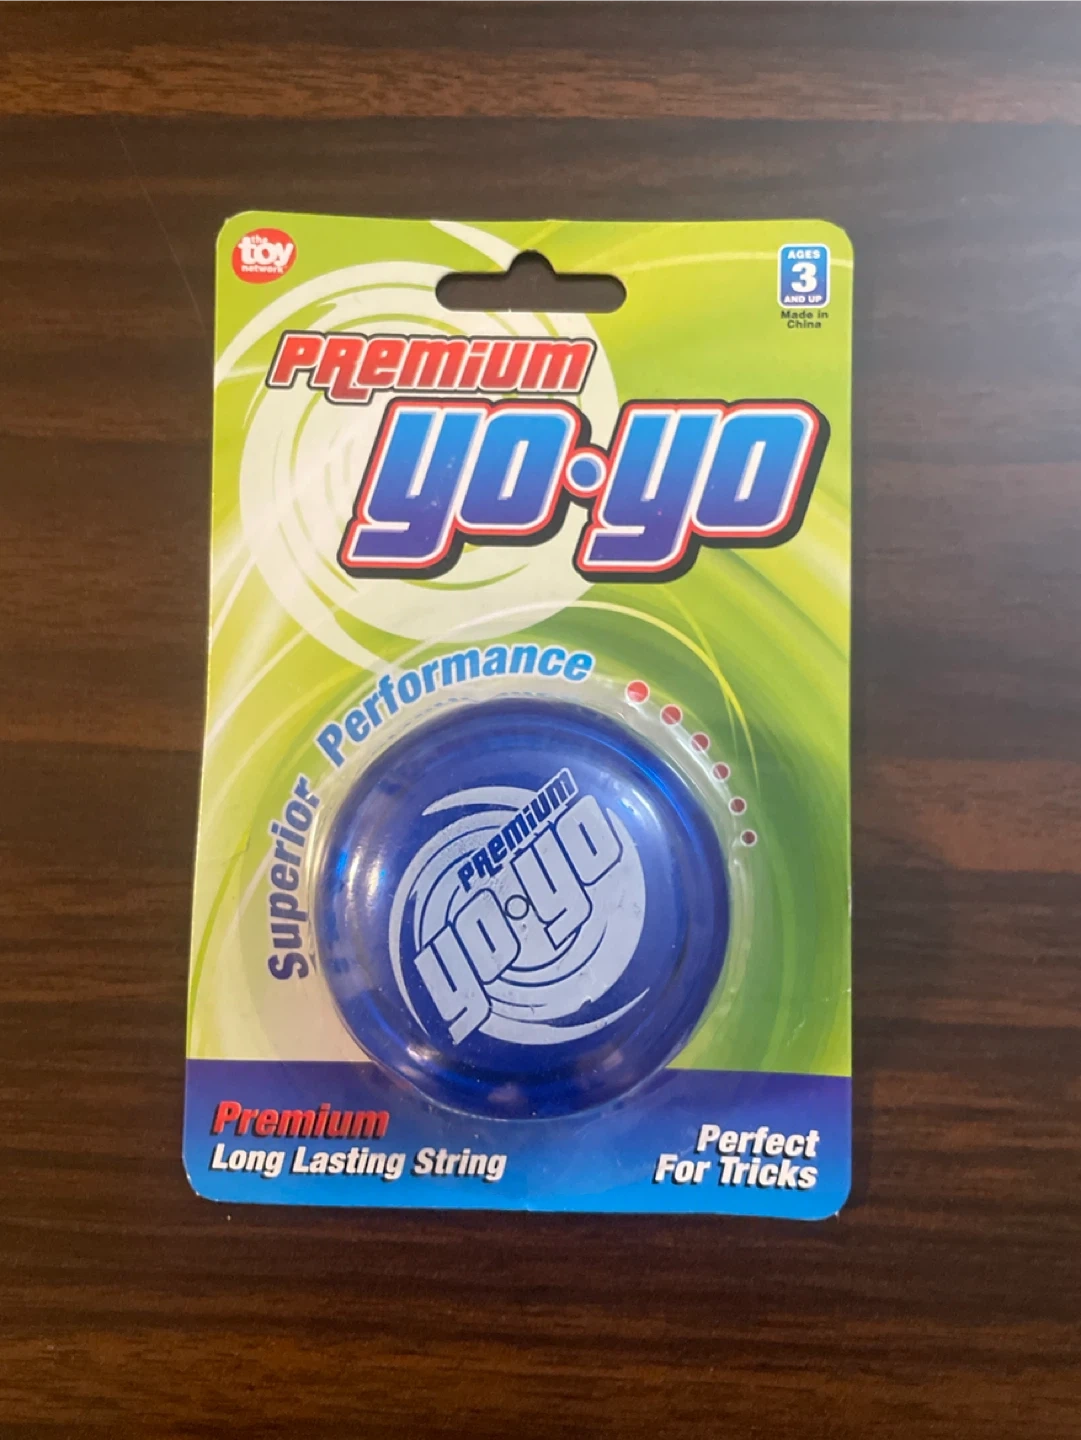 the
toy
network
AGES
3
AND UP
Made in
China
PREMIUM
yo•yo
Superior Performance
PREMIUM
yo•yo
Premium
Long Lasting String
Perfect
For Tricks